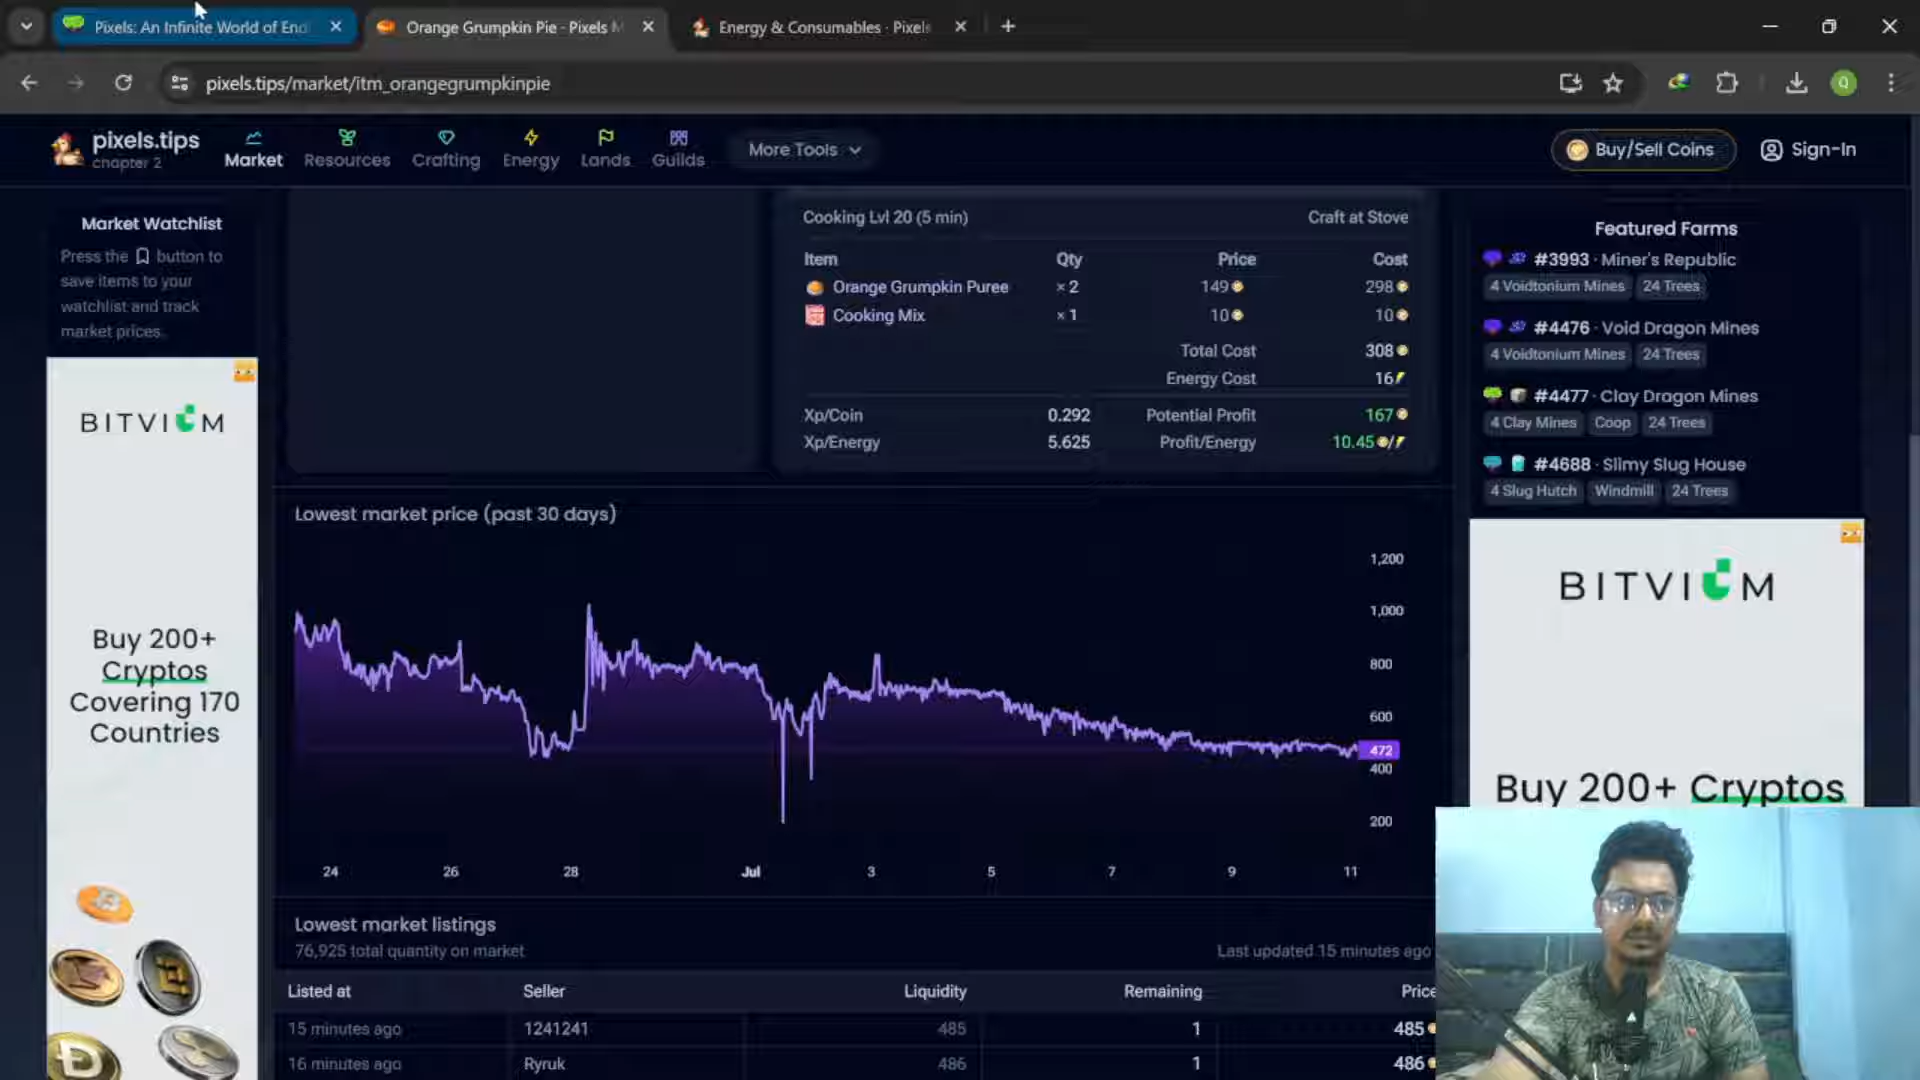 Pixels: An Infinite World of End
Orange Grumpkin Pie · Pixels M
Energy & Consumables · Pixels
pixels.tips/market/itm_orangegrumpkinpie
Q
pixels.tips
chapter 2
Market
Resources
Crafting
Energy
Lands
Guilds
More Tools
Buy/Sell Coins
Sign-In
Market Watchlist
Press the button to
save items to your
watchlist and track
market prices.
BITVIUM
Buy 200+
Cryptos
Covering 170
Countries
Cooking Lvl 20 (5 min) Craft at Stove
Item Qty Price Cost
Orange Grumpkin Puree × 2 149 298
Cooking Mix × 1 10 10
Total Cost 308
Energy Cost 16
Xp/Coin 0.292 Potential Profit 167
Xp/Energy 5.625 Profit/Energy 10.45 /
Lowest market price (past 30 days)
1,200
1,000
800
600
472
400
200
24 26 28 Jul 3 5 7 9 11
Lowest market listings
76,925 total quantity on market Last updated 15 minutes ago
Listed at Seller Liquidity Remaining Price
15 minutes ago 1241241 485 1 485
16 minutes ago Ryruk 486 1 486
Featured Farms
#3993 · Miner's Republic
4 Voidtonium Mines 24 Trees
#4476 · Void Dragon Mines
4 Voidtonium Mines 24 Trees
#4477 · Clay Dragon Mines
4 Clay Mines Coop 24 Trees
#4688 · Slimy Slug House
4 Slug Hutch Windmill 24 Trees
BITVIUM
Buy 200+ Cryptos